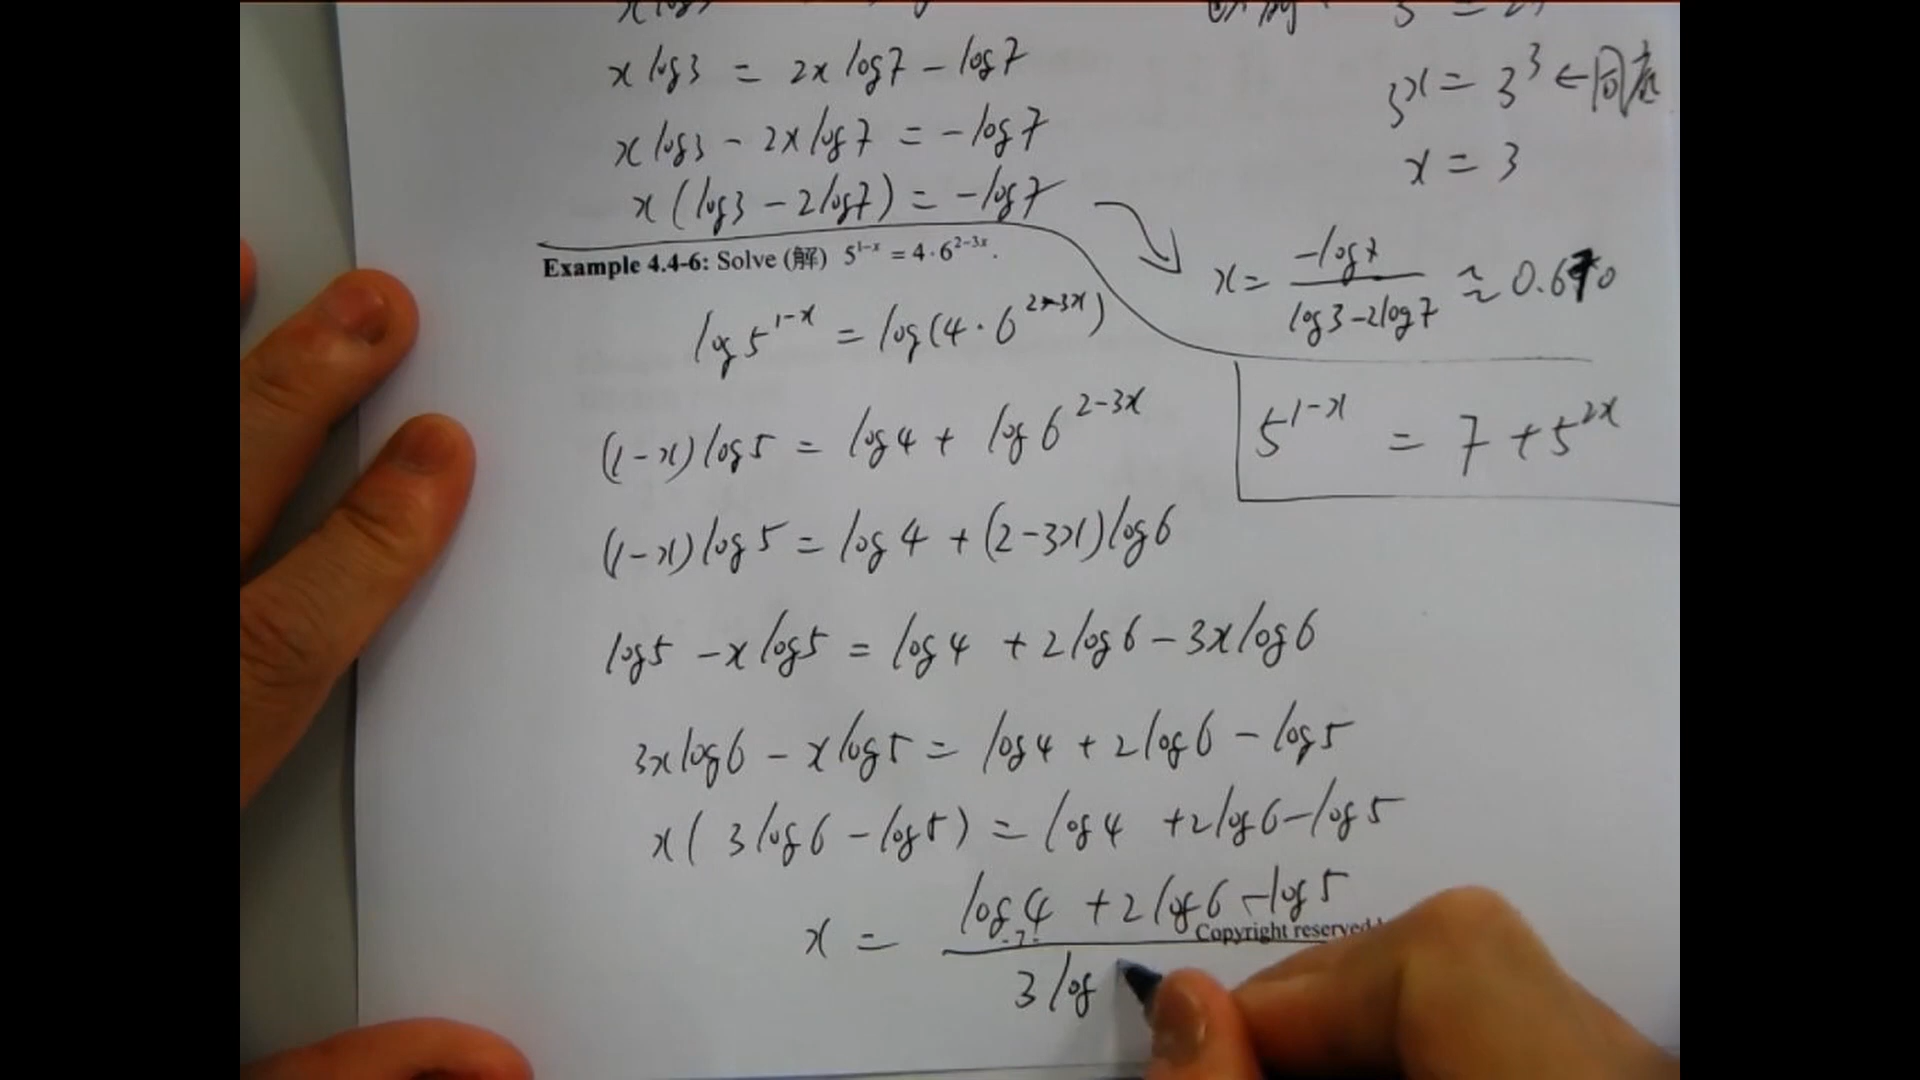 x log3 = 2x log7 - log7
x log3 - 2x log7 = -log7
x (log3 - 2log7) = -log7
3^x = 3^3 ← 同底
x = 3
x = -log7 / (log3 - 2log7) ≈ 0.670
Example 4.4-6: Solve (解) 5^{1-x} = 4 · 6^{2-3x}.
log 5^{1-x} = log(4 · 6^{2-3x})
5^{1-x} = 7 + 5^{2x}
(1-x) log5 = log4 + log6^{2-3x}
(1-x) log5 = log4 + (2-3x) log6
log5 - x log5 = log4 + 2log6 - 3x log6
3x log6 - x log5 = log4 + 2log6 - log5
x ( 3log6 - log5 ) = log4 + 2log6 - log5
x = log4 + 2log6 - log5
Copyright reserved
3 log